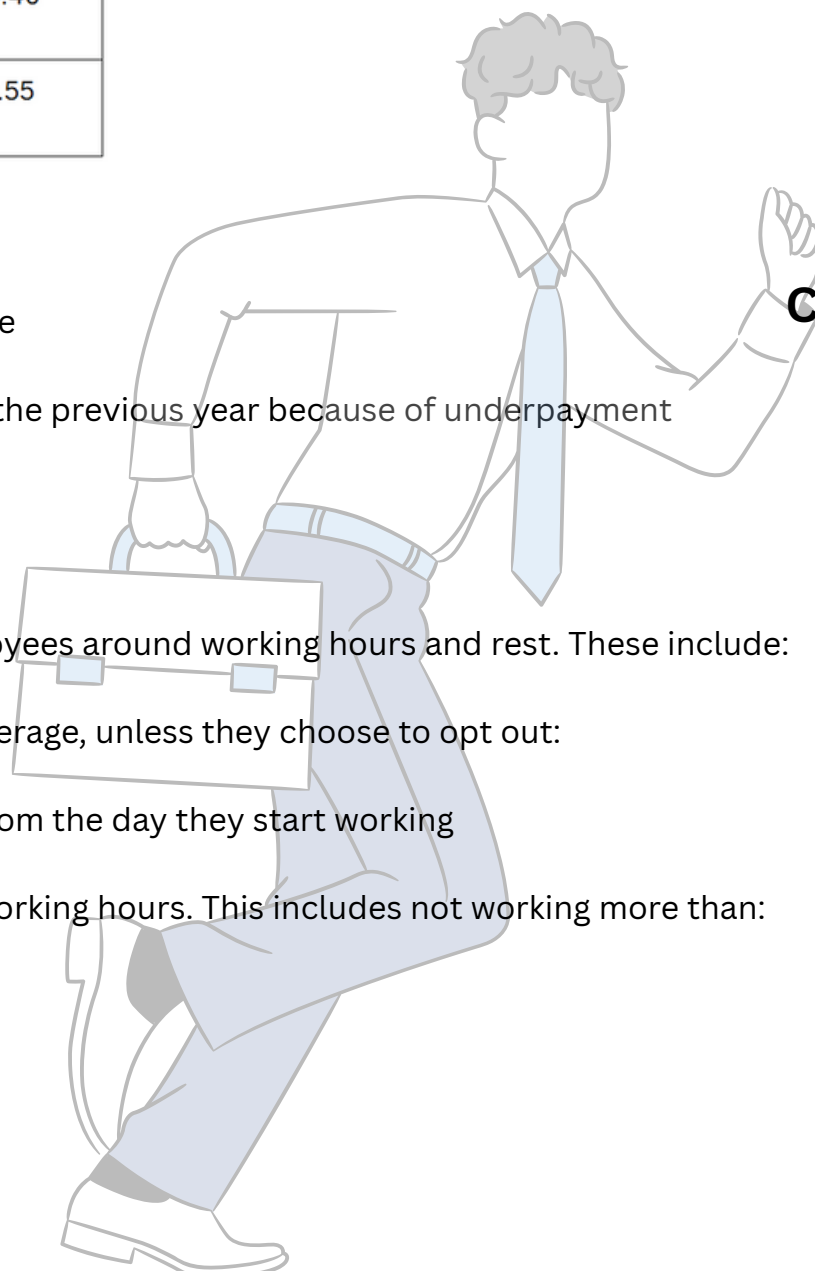 .55
e
C
the previous year because of underpayment
oyees around working hours and rest. These include:
erage, unless they choose to opt out:
om the day they start working
orking hours. This includes not working more than: